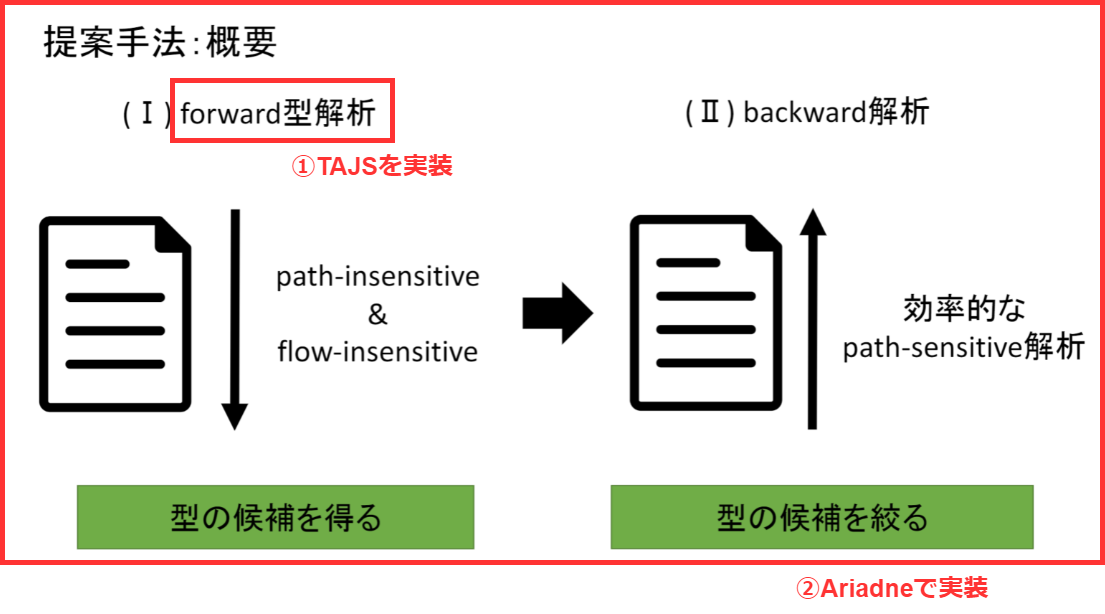 提案手法：概要
(Ⅰ) forward型解析
①TAJSを実装
path-insensitive
&
flow-insensitive
型の候補を得る
(Ⅱ) backward解析
効率的な
path-sensitive解析
型の候補を絞る
②Ariadneで実装